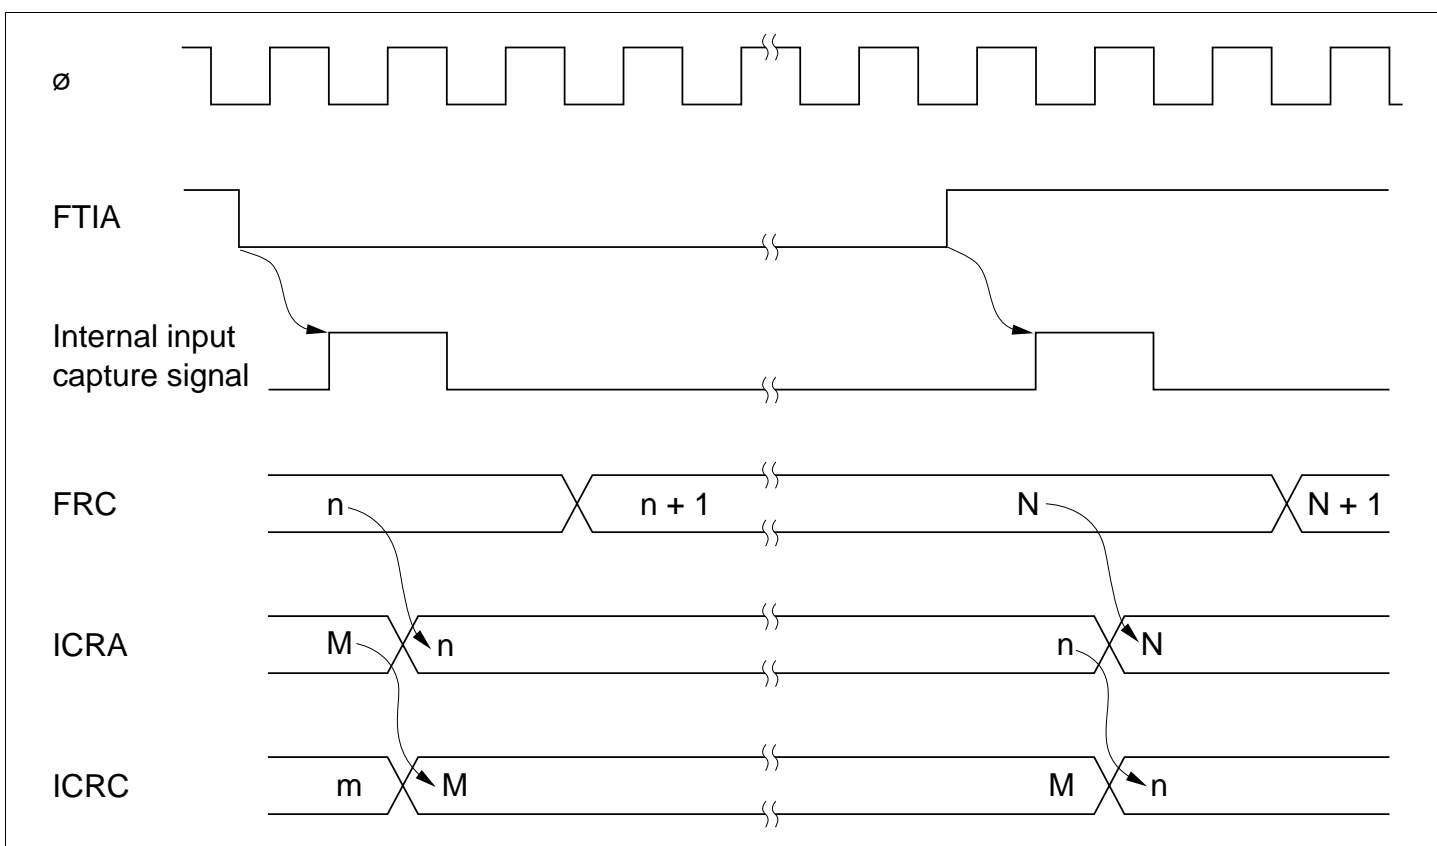 ø
FTIA
Internal input
capture signal
FRC n n + 1 N N + 1
ICRA M n n N
ICRC m M M n